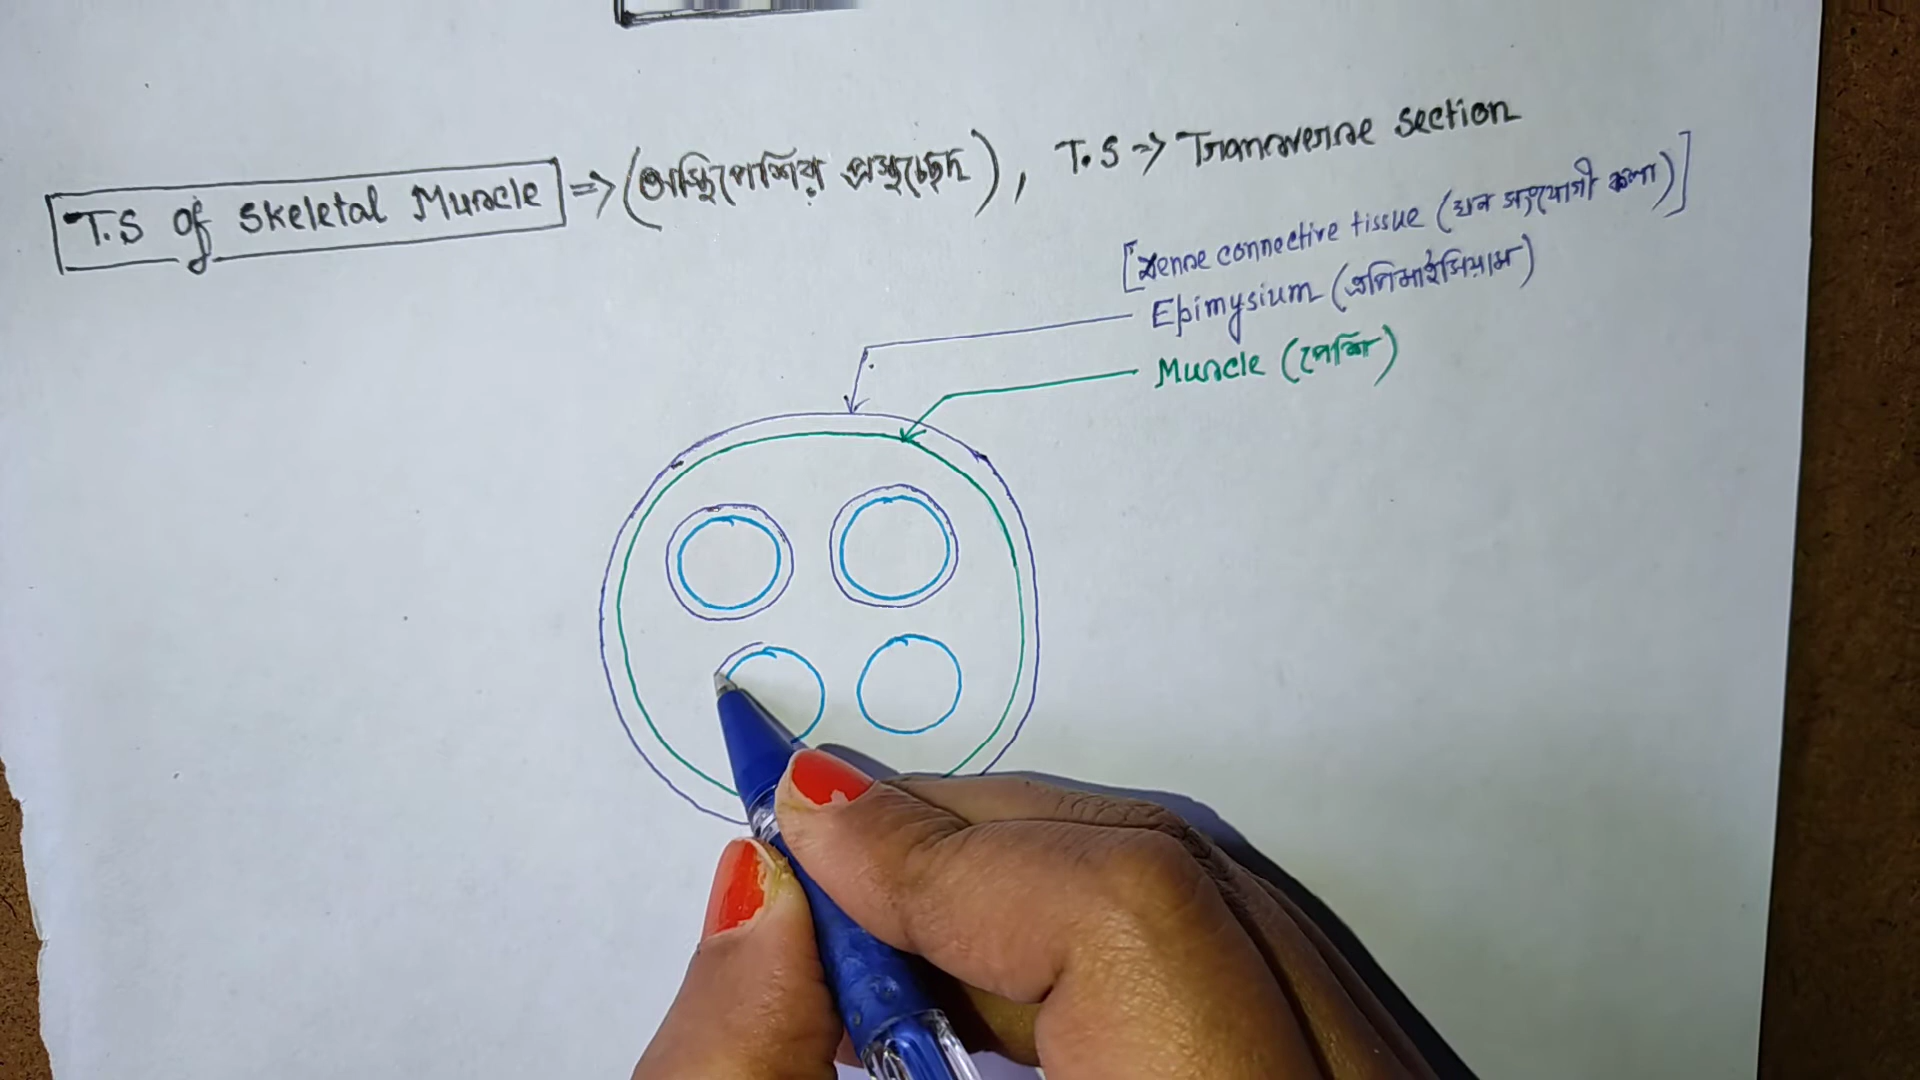 T.S of Skeletal Muscle => (অস্থিপেশির প্রস্থচ্ছেদ), T.S => Transverse section
[Dense connective tissue (ঘন সংযোগী কলা)]
Epimysium (এপিমাইসিয়াম)
Muscle (পেশি)